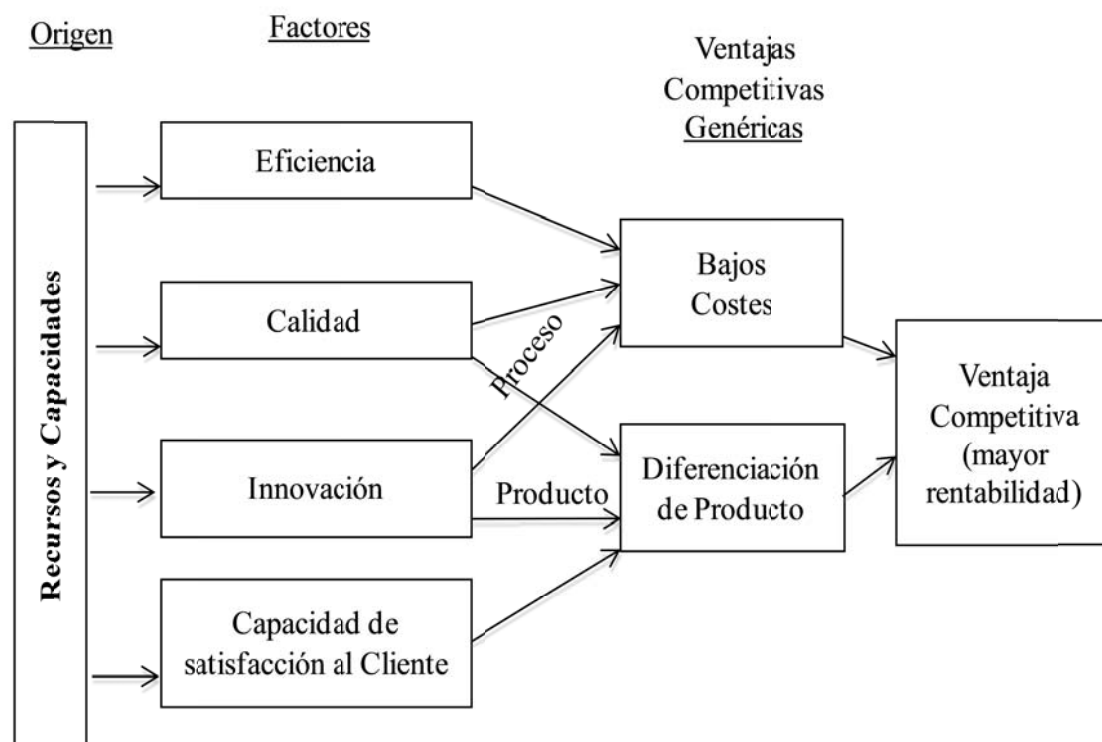 Origen
Factores
Ventajas
Competitivas
Genéricas
Recursos y Capacidades
Eficiencia
Calidad
Innovación
Capacidad de
satisfacción al Cliente
Proceso
Producto
Bajos
Costes
Diferenciación
de Producto
Ventaja
Competitiva
(mayor
rentabilidad)